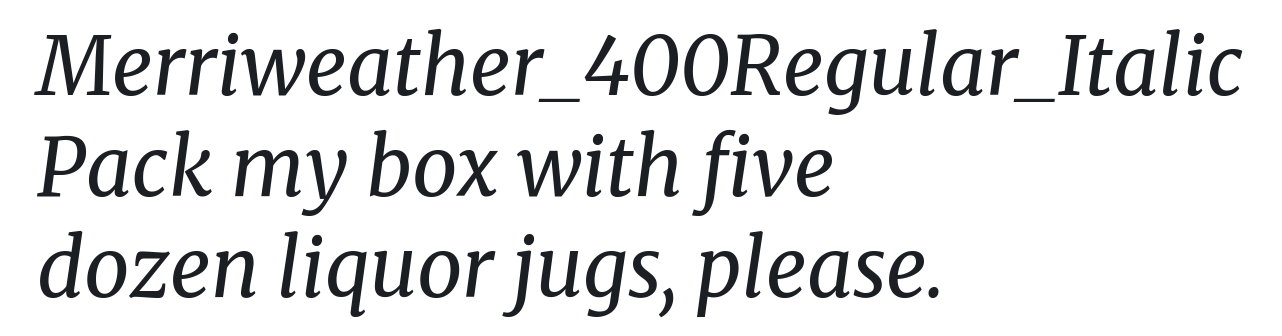 Merriweather_400Regular_Italic
Pack my box with five
dozen liquor jugs, please.